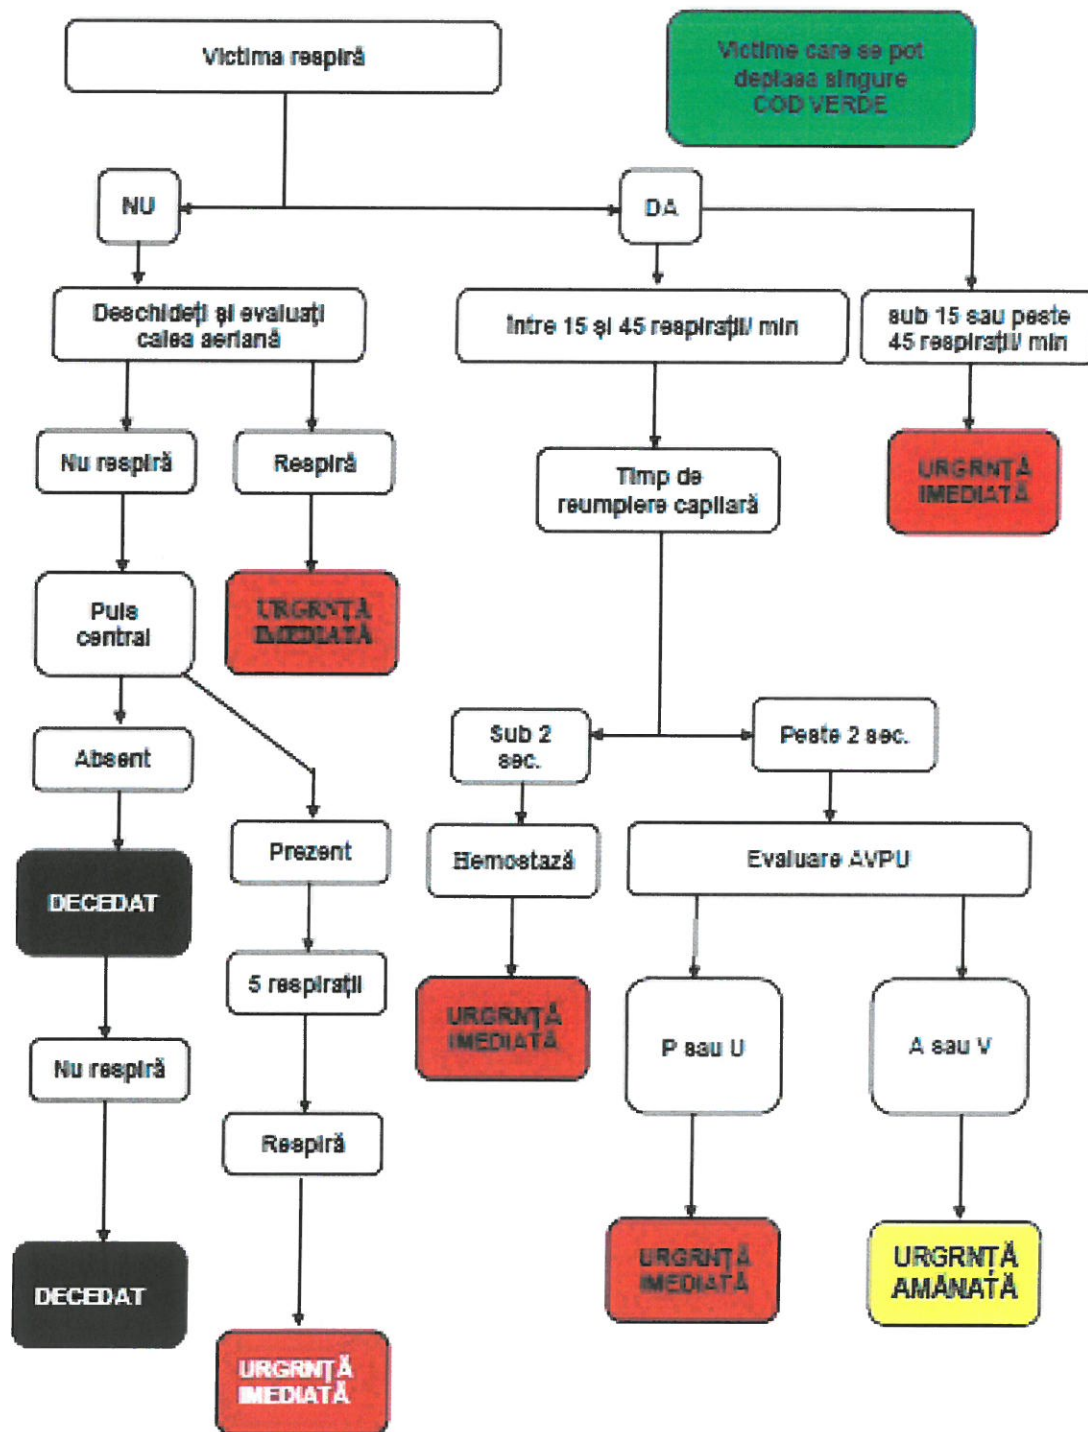 Victima respiră
Victime care se pot
deplasa singure
COD VERDE
NU
DA
Deschideți și evaluați
calea aeriană
Între 15 și 45 respirații/ min
sub 15 sau peste
45 respirații/ min
Nu respiră
Respiră
Timp de
reumplere capilară
URGRNȚĂ
IMEDIATĂ
Puls
central
URGRNȚĂ
IMEDIATĂ
Absent
Sub 2
sec.
Peste 2 sec.
Prezent
Hemostază
Evaluare AVPU
DECEDAT
5 respirații
URGRNȚĂ
IMEDIATĂ
P sau U
A sau V
Nu respiră
Respiră
DECEDAT
URGRNȚĂ
IMEDIATĂ
URGRNȚĂ
AMÂNATĂ
URGRNȚĂ
IMEDIATĂ